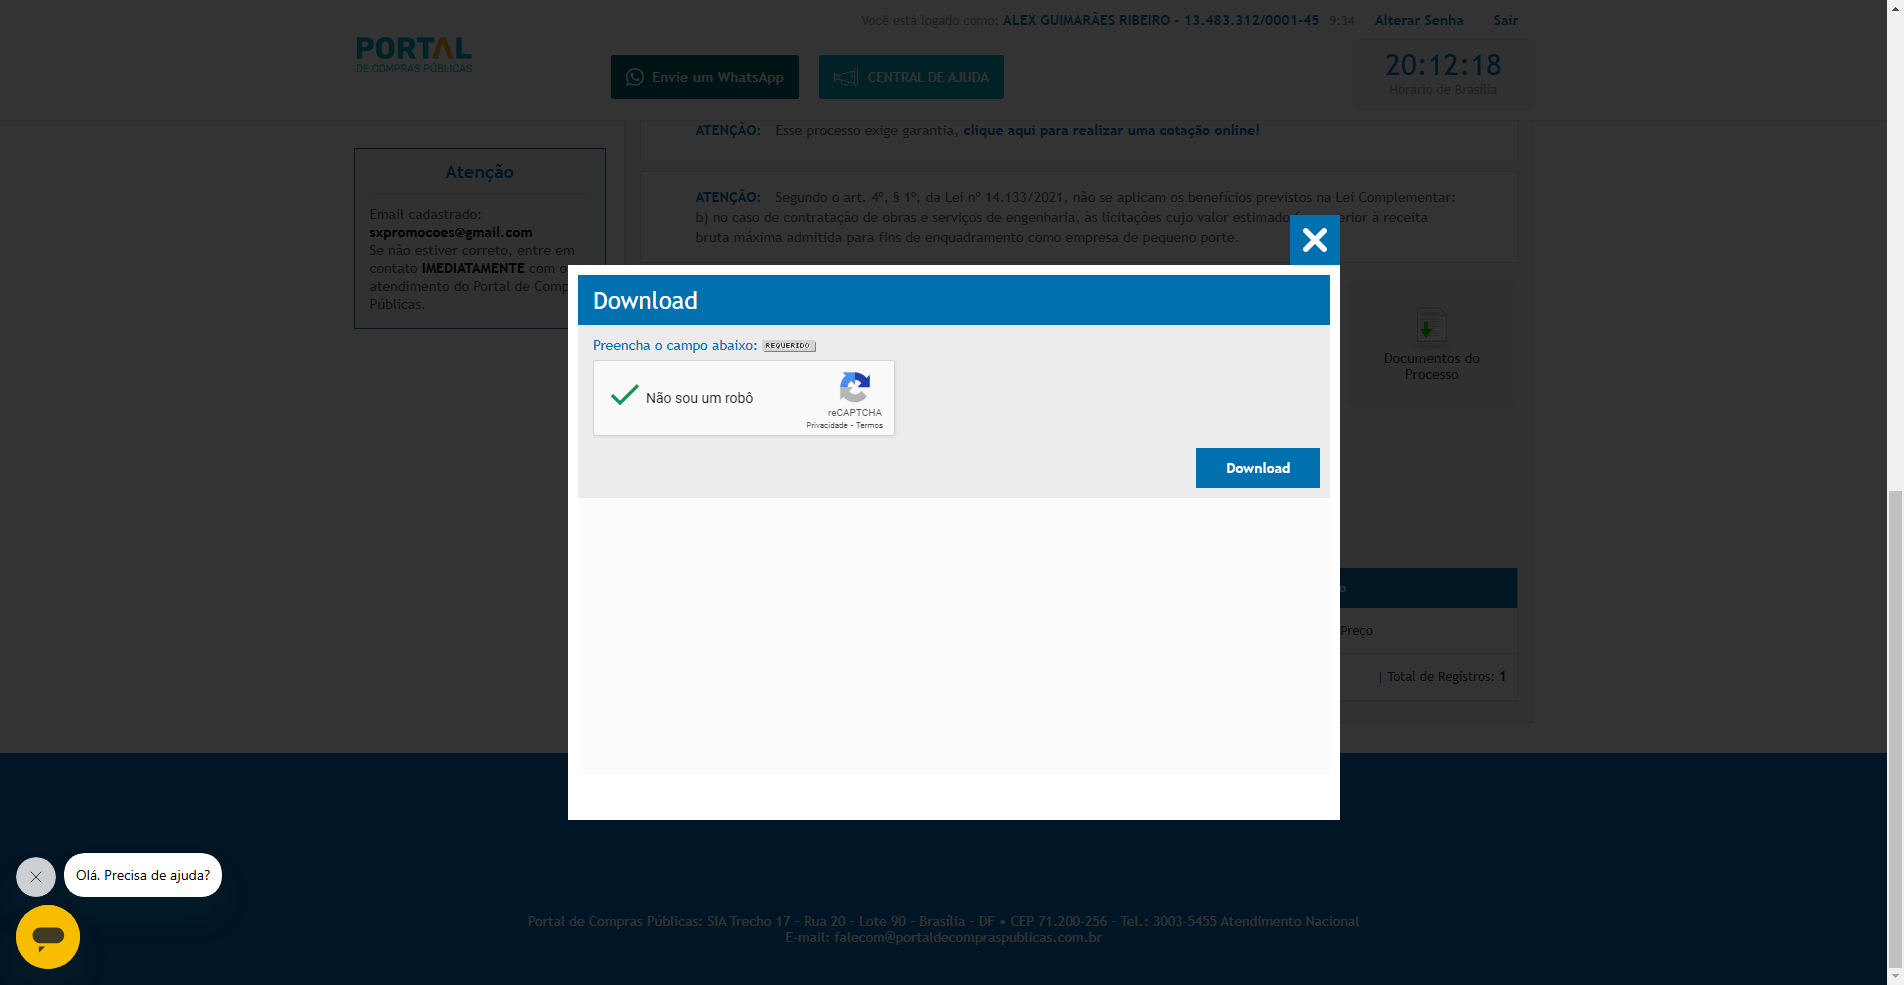 Você está logado como: ALEX GUIMARÃES RIBEIRO - 13.483.312/0001-45 9:34 Alterar Senha Sair
PORTAL
DE COMPRAS PÚBLICAS
Envie um WhatsApp
CENTRAL DE AJUDA
20:12:18
Horário de Brasília
ATENÇÃO: Esse processo exige garantia, clique aqui para realizar uma cotação online!
Atenção
Email cadastrado:
sxpromocoes@gmail.com
Se não estiver correto, entre em
contato IMEDIATAMENTE com o
atendimento do Portal de Comp
Públicas.
ATENÇÃO: Segundo o art. 4º, § 1º, da Lei nº 14.133/2021, não se aplicam os benefícios previstos na Lei Complementar:
b) no caso de contratação de obras e serviços de engenharia, às licitações cujo valor estimado erior à receita
bruta máxima admitida para fins de enquadramento como empresa de pequeno porte.
Download
Preencha o campo abaixo: REQUERIDO
Não sou um robô
reCAPTCHA
Privacidade - Termos
Download
Documentos do
Processo
o
Preço
| Total de Registros: 1
Olá. Precisa de ajuda?
Portal de Compras Públicas: SIA Trecho 17 - Rua 20 - Lote 90 - Brasília - DF • CEP 71.200-256 - Tel.: 3003-5455 Atendimento Nacional
E-mail: falecom@portaldecompraspublicas.com.br